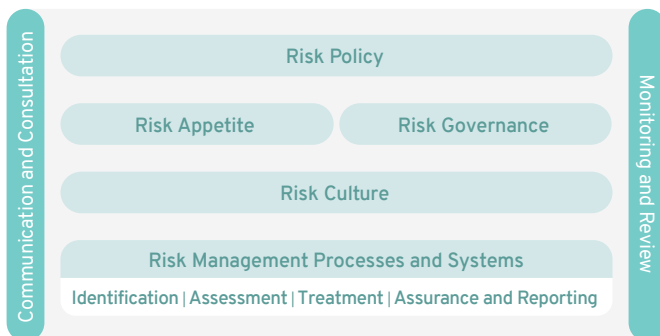 Communication and Consultation
Risk Policy
Risk Appetite
Risk Governance
Risk Culture
Risk Management Processes and Systems
Identification | Assessment | Treatment | Assurance and Reporting
Monitoring and Review